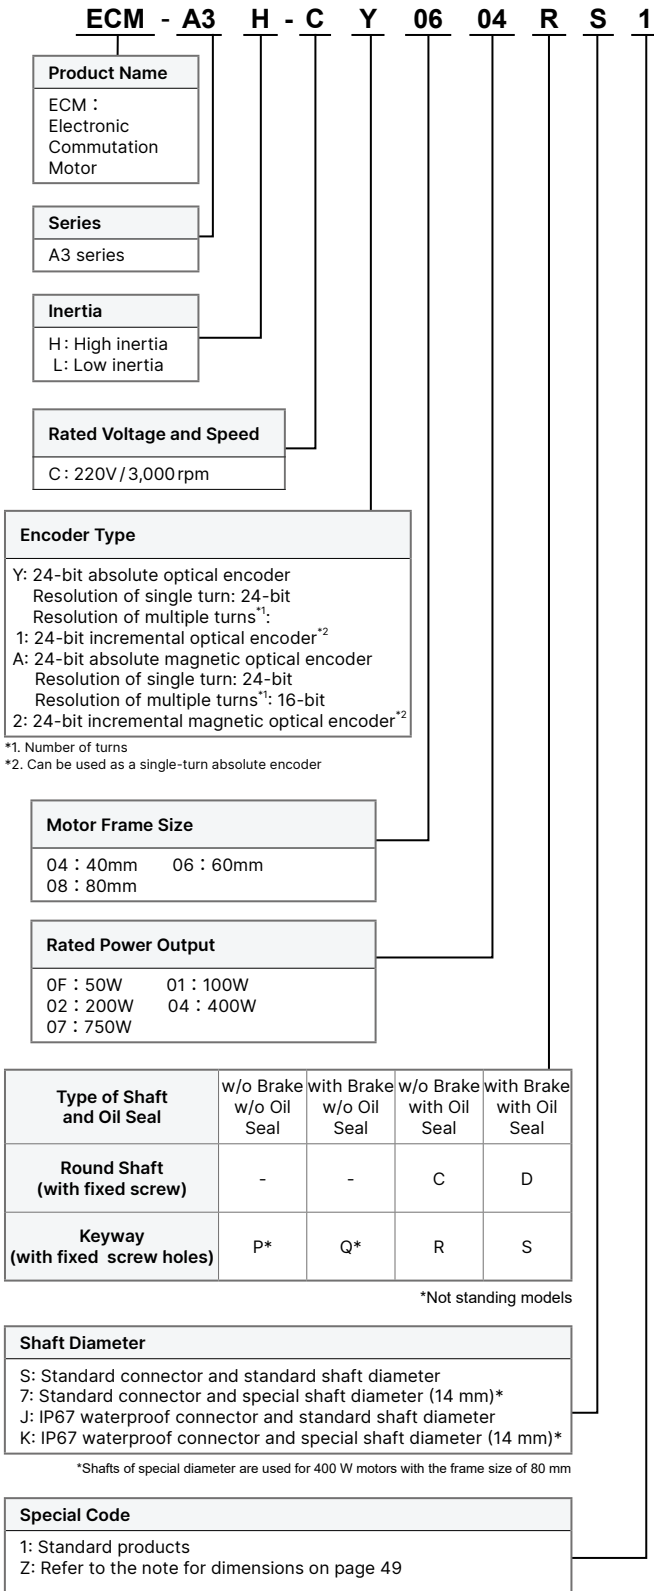 ECM - A3 H - C Y 06 04 R S 1
Product Name
ECM：
Electronic
Commutation
Motor
Series
A3 series
Inertia
H: High inertia
L: Low inertia
Rated Voltage and Speed
C: 220V/3,000rpm
Encoder Type
Y: 24-bit absolute optical encoder
Resolution of single turn: 24-bit
Resolution of multiple turns*1:
1: 24-bit incremental optical encoder*2
A: 24-bit absolute magnetic optical encoder
Resolution of single turn: 24-bit
Resolution of multiple turns*1: 16-bit
2: 24-bit incremental magnetic optical encoder*2
*1. Number of turns
*2. Can be used as a single-turn absolute encoder
Motor Frame Size
04：40mm 06：60mm
08：80mm
Rated Power Output
0F：50W 01：100W
02：200W 04：400W
07：750W
Type of Shaft
and Oil Seal
w/o Brake
w/o Oil
Seal
with Brake
w/o Oil
Seal
w/o Brake
with Oil
Seal
with Brake
with Oil
Seal
Round Shaft
(with fixed screw)
- - C D
Keyway
(with fixed screw holes)
P* Q* R S
*Not standing models
Shaft Diameter
S: Standard connector and standard shaft diameter
7: Standard connector and special shaft diameter (14 mm)*
J: IP67 waterproof connector and standard shaft diameter
K: IP67 waterproof connector and special shaft diameter (14 mm)*
*Shafts of special diameter are used for 400 W motors with the frame size of 80 mm
Special Code
1: Standard products
Z: Refer to the note for dimensions on page 49